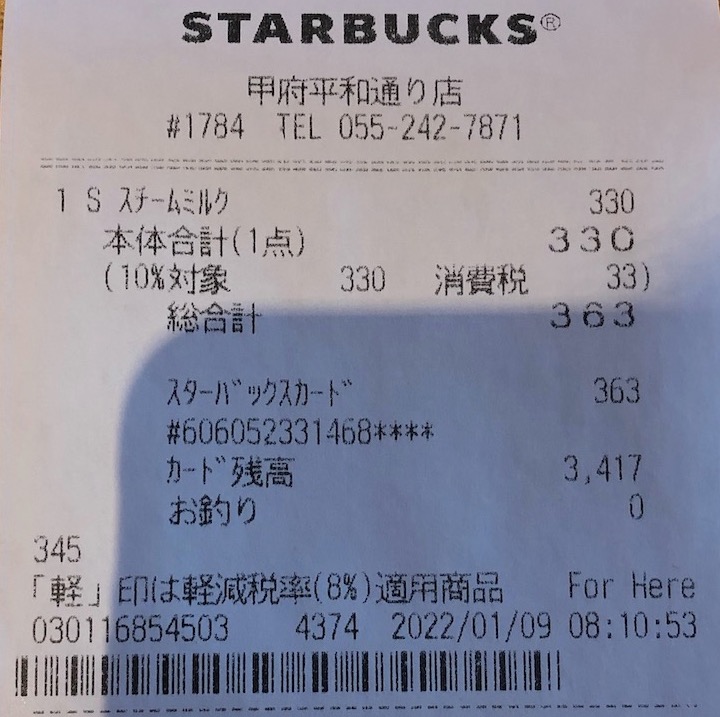 STARBUCKS®
甲府平和通り店
#1784 TEL 055-242-7871
1 S スチームミルク 330
本体合計(1点) 330
(10%対象 330 消費税 33)
総合計 363
スターバックスカード 363
#606052331468****
カード残高 3,417
お釣り 0
345
「軽」印は軽減税率(8%)適用商品 For Here
030116854503 4374 2022/01/09 08:10:53